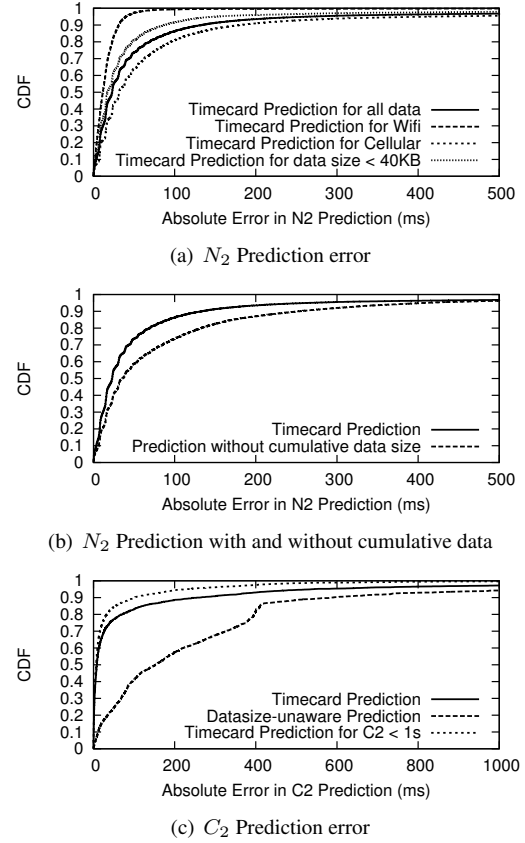 1
0.9
0.8
0.7
0.6
0.5
0.4
0.3
0.2
0.1
0
CDF
Timecard Prediction for all data
Timecard Prediction for Wifi
Timecard Prediction for Cellular
Timecard Prediction for data size < 40KB
0 100 200 300 400 500
Absolute Error in N2 Prediction (ms)
(a) N2 Prediction error
1
0.9
0.8
0.7
0.6
0.5
0.4
0.3
0.2
0.1
0
CDF
Timecard Prediction
Prediction without cumulative data size
0 100 200 300 400 500
Absolute Error in N2 Prediction (ms)
(b) N2 Prediction with and without cumulative data
1
0.9
0.8
0.7
0.6
0.5
0.4
0.3
0.2
0.1
0
CDF
Timecard Prediction
Datasize-unaware Prediction
Timecard Prediction for C2 < 1s
0 200 400 600 800 1000
Absolute Error in C2 Prediction (ms)
(c) C2 Prediction error